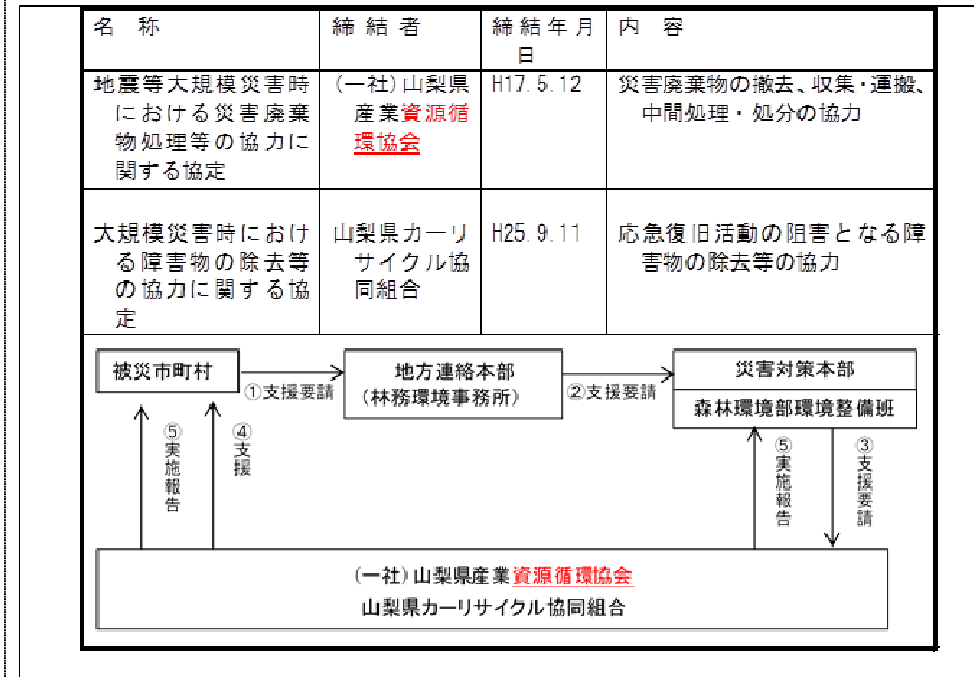 名 称 締 結 者 締結年月日 内 容
地震等大規模災害時 (一社)山梨県 H17.5.12 災害廃棄物の撤去、収集・運搬、
における災害廃棄 産業資源循 中間処理・処分の協力
物処理等の協力に 環協会
関する協定
大規模災害時におけ 山梨県カーリ H25.9.11 応急復旧活動の阻害となる障
る障害物の除去等 サイクル協 害物の除去等の協力
の協力に関する協 同組合
定
被災市町村
①支援要請
地方連絡本部
(林務環境事務所)
②支援要請
災害対策本部
森林環境部環境整備班
⑤実施報告
④支援
⑤実施報告
③支援要請
(一社)山梨県産業資源循環協会
山梨県カーリサイクル協同組合